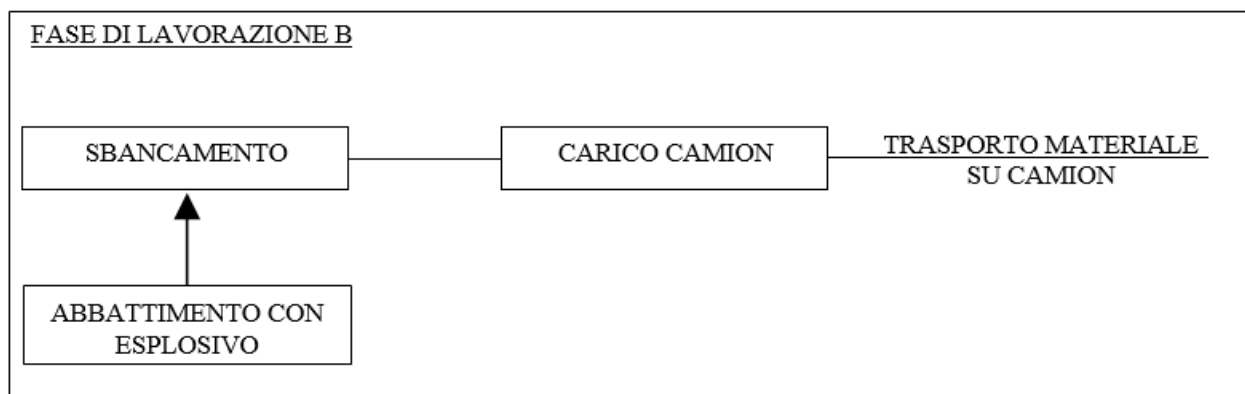 FASE DI LAVORAZIONE B
SBANCAMENTO
CARICO CAMION
TRASPORTO MATERIALE
SU CAMION
ABBATTIMENTO CON
ESPLOSIVO